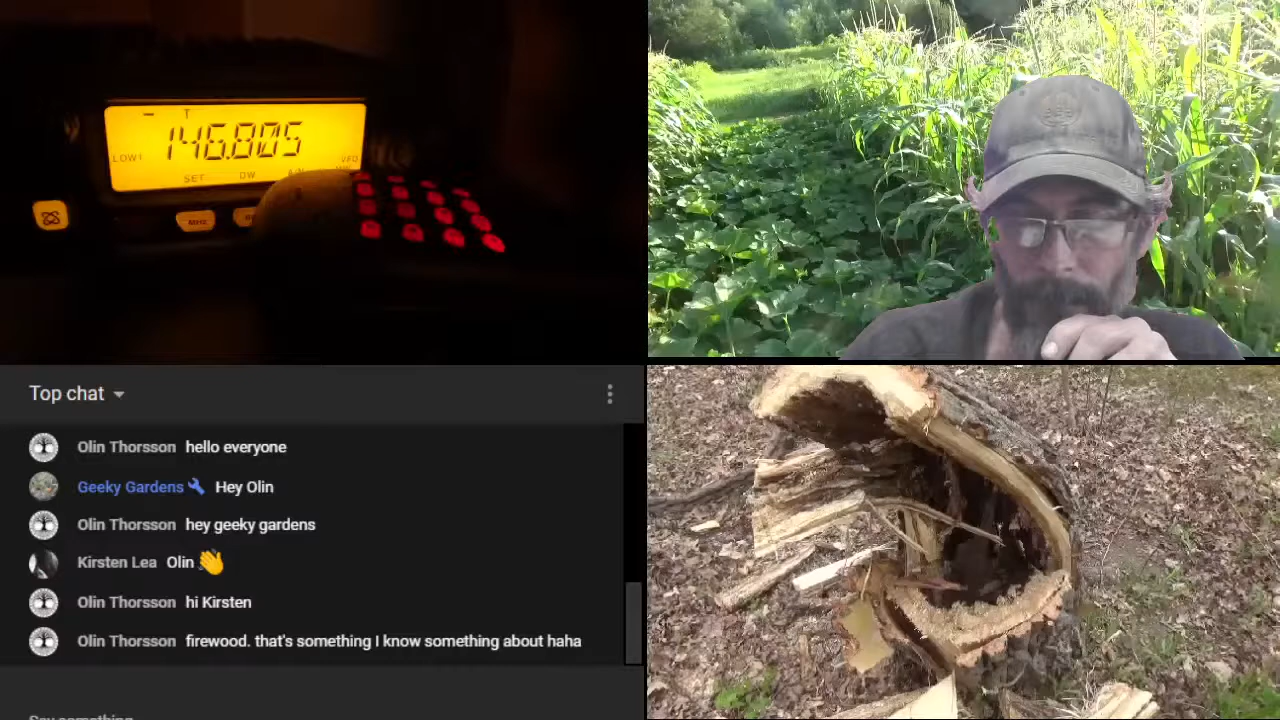 T
146.805
LOW1
VFO
SET DW
MHz
Top chat
Olin Thorsson hello everyone
Geeky Gardens Hey Olin
Olin Thorsson hey geeky gardens
Kirsten Lea Olin 👋
Olin Thorsson hi Kirsten
Olin Thorsson firewood. that's something I know something about haha
Say something